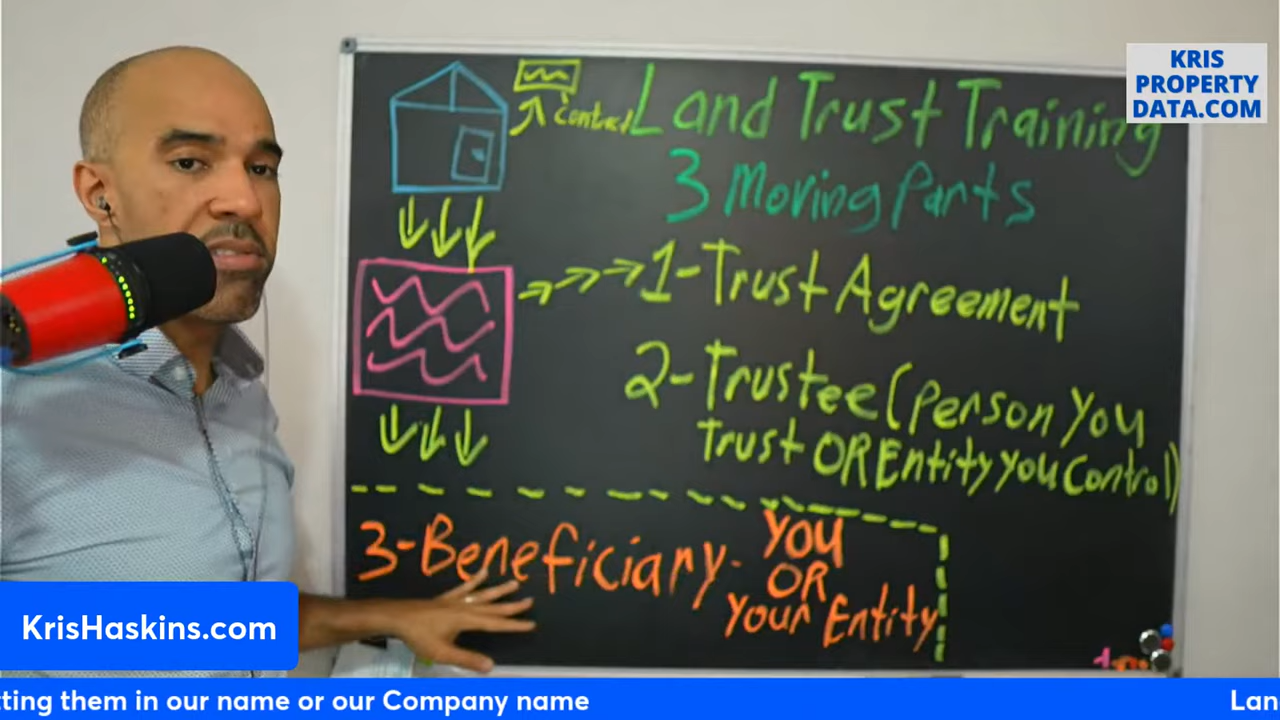 KRIS
PROPERTY
DATA.COM
Land Trust Training
3 Moving Parts
1-Trust Agreement
2-Trustee (Person You
Trust OR Entity You Control)
3-Beneficiary- You
OR
Your Entity
KrisHaskins.com
tting them in our name or our Company name
Lan